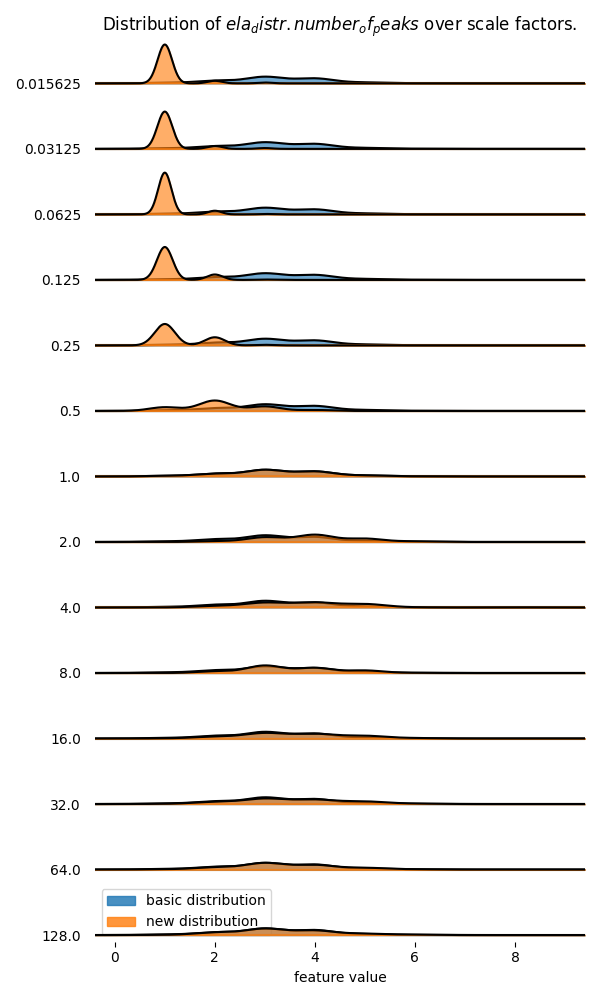 Distribution of ela_distr.number_of_peaks over scale factors.
0.015625
0.03125
0.0625
0.125
0.25
0.5
1.0
2.0
4.0
8.0
16.0
32.0
64.0
basic distribution
new distribution
128.0
0 2 4 6 8
feature value